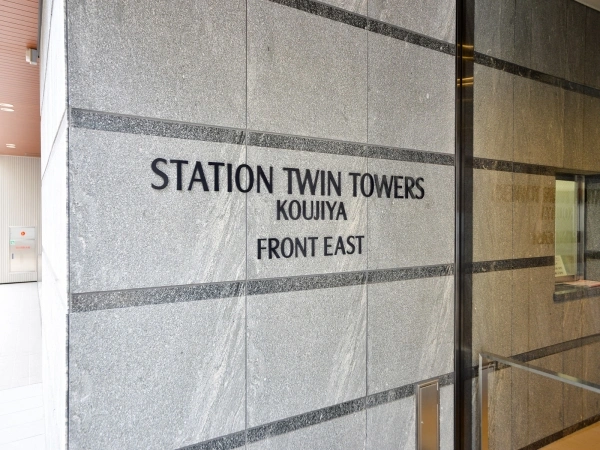 STATION TWIN TOWERS
KOUJIYA
FRONT EAST